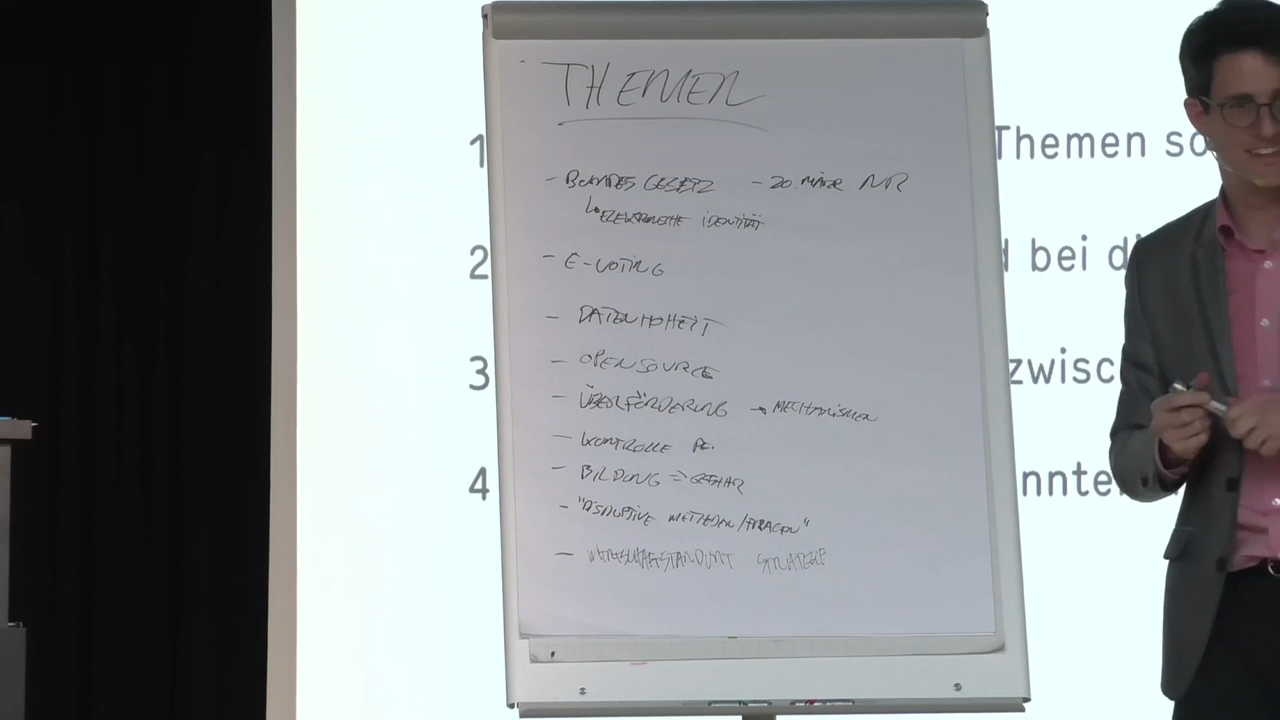 THEMEN
1 Themen so
- BUNDESGESETZ - 20. MÄRZ NR
↳ ELEKTRONISCHE IDENTITÄT
2 bei di
- E-VOTING
- DATENHOHEIT
3 zwisc
- OPENSOURCE
- ÜBERFÖRDERUNG → MECHANISMEN
- KONTROLLE
4 nnte
- BILDUNG => GEFAHR
- "DISRUPTIVE METHODEN/FRAGEN"
- WIRTSCHAFTSSTANDORT STRATEGIE